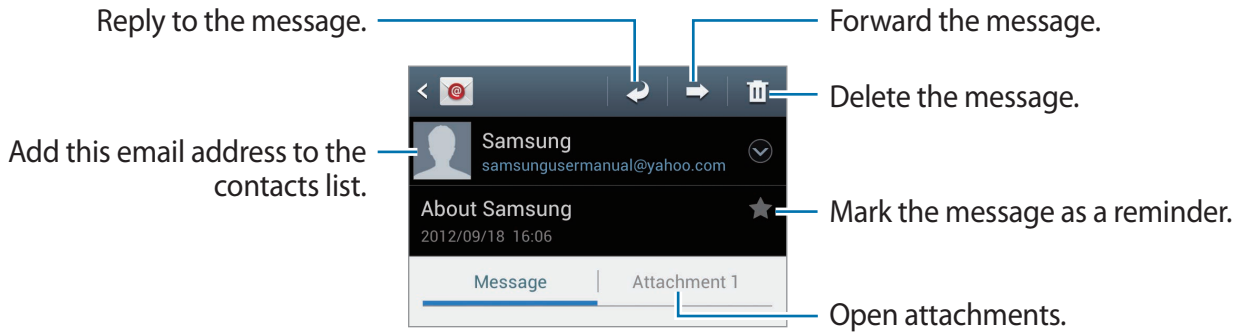 Reply to the message.
Forward the message.
Delete the message.
Samsung
samsungusermanual@yahoo.com
Add this email address to the
contacts list.
About Samsung
2012/09/18 16:06
Mark the message as a reminder.
Message
Attachment 1
Open attachments.